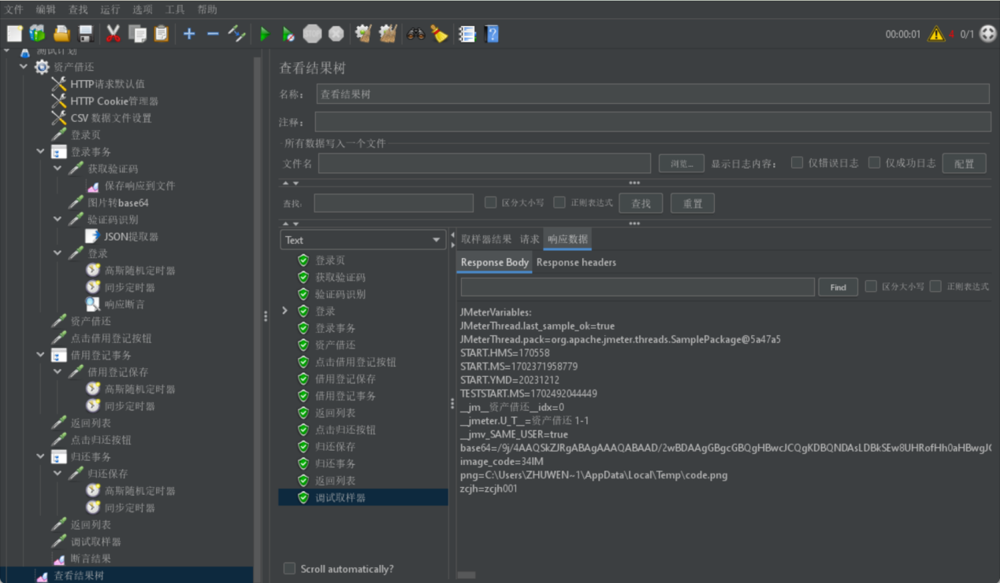 文件 编辑 查找 运行 选项 工具 帮助
00:00:01 4 0/1
测试计划
资产借还
HTTP请求默认值
HTTP Cookie管理器
CSV 数据文件设置
登录页
登录事务
获取验证码
保存响应到文件
图片转base64
验证码识别
JSON提取器
登录
高斯随机定时器
同步定时器
响应断言
资产借还
点击借用登记按钮
借用登记事务
借用登记保存
高斯随机定时器
同步定时器
返回列表
点击归还按钮
归还事务
归还保存
高斯随机定时器
同步定时器
返回列表
调试取样器
断言结果
查看结果树
查看结果树
名称： 查看结果树
注释：
所有数据写入一个文件
文件名 浏览... 显示日志内容： 仅错误日志 仅成功日志 配置
查找: 区分大小写 正则表达式 查找 重置
Text
登录页
获取验证码
验证码识别
登录
登录事务
资产借还
点击借用登记按钮
借用登记保存
借用登记事务
返回列表
点击归还按钮
归还保存
归还事务
返回列表
调试取样器
Scroll automatically?
取样器结果 请求 响应数据
Response Body Response headers
Find 区分大小写 正则表达式
JMeterVariables:
JMeterThread.last_sample_ok=true
JMeterThread.pack=org.apache.jmeter.threads.SamplePackage@5a47a5
START.HMS=170558
START.MS=1702371958779
START.YMD=20231212
TESTSTART.MS=1702492044449
__jm__资产借还__idx=0
__jmeter.U_T__=资产借还 1-1
__jmv_SAME_USER=true
base64=/9j/4AAQSkZJRgABAgAAAQABAAD/2wBDAAgGBgcGBQgHBwcJCQgKDBQNDAsLDBkSEw8UHRofHh0aHBwgJC
image_code=34IM
png=C:\Users\ZHUWEN~1\AppData\Local\Temp\code.png
zcjh=zcjh001